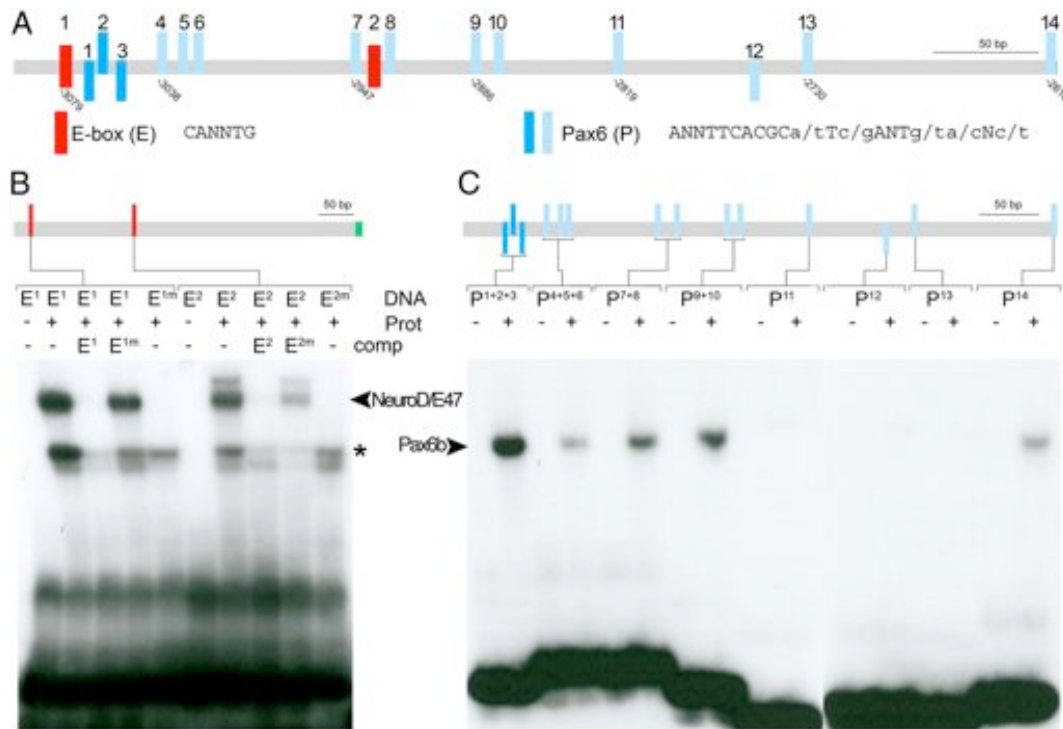 A
1 2 4 5 6 7 2 8 9 10 11 13 14
1 3 12
-3079 -3036 -2947 -2886 -2819 -2730
50 bp
E-box (E) CANNTG
Pax6 (P) ANNTTCACGCa/tTc/gANTg/ta/cNc/t
B
50 bp
E1 E1 E1 E1 E1m E2 E2 E2 E2 E2m DNA
- + + + + - + + + + Prot
- - E1 E1m - - - E2 E2m - comp
NeuroD/E47
*
C
50 bp
P1+2+3 P4+5+6 P7+8 P9+10 P11 P12 P13 P14
- + - + - + - + - + - + - + - +
Pax6b